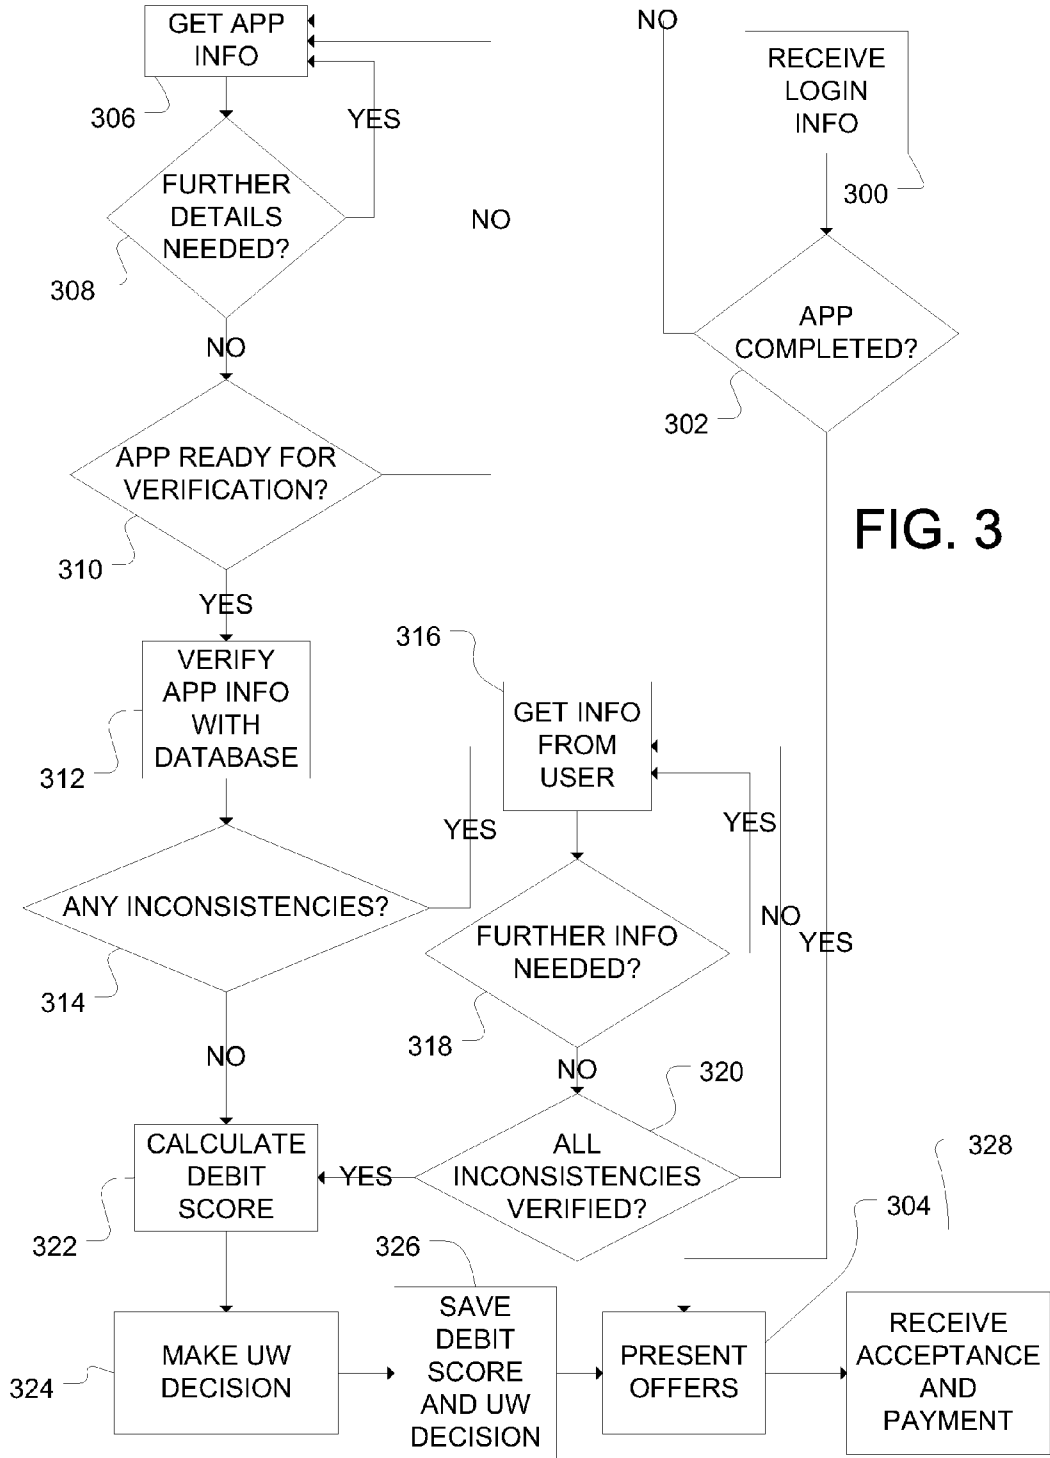 GET APP
INFO
306
YES
FURTHER
DETAILS
NEEDED?
308
NO
NO
APP READY FOR
VERIFICATION?
310
YES
VERIFY
APP INFO
WITH
DATABASE
312
YES
ANY INCONSISTENCIES?
314
NO
NO
RECEIVE
LOGIN
INFO
300
APP
COMPLETED?
302
FIG. 3
316
GET INFO
FROM
USER
YES
FURTHER INFO
NEEDED?
318
NO
NO
YES
320
ALL
INCONSISTENCIES
VERIFIED?
YES
CALCULATE
DEBIT
SCORE
322
MAKE UW
DECISION
324
326
SAVE
DEBIT
SCORE
AND UW
DECISION
304
PRESENT
OFFERS
328
RECEIVE
ACCEPTANCE
AND
PAYMENT